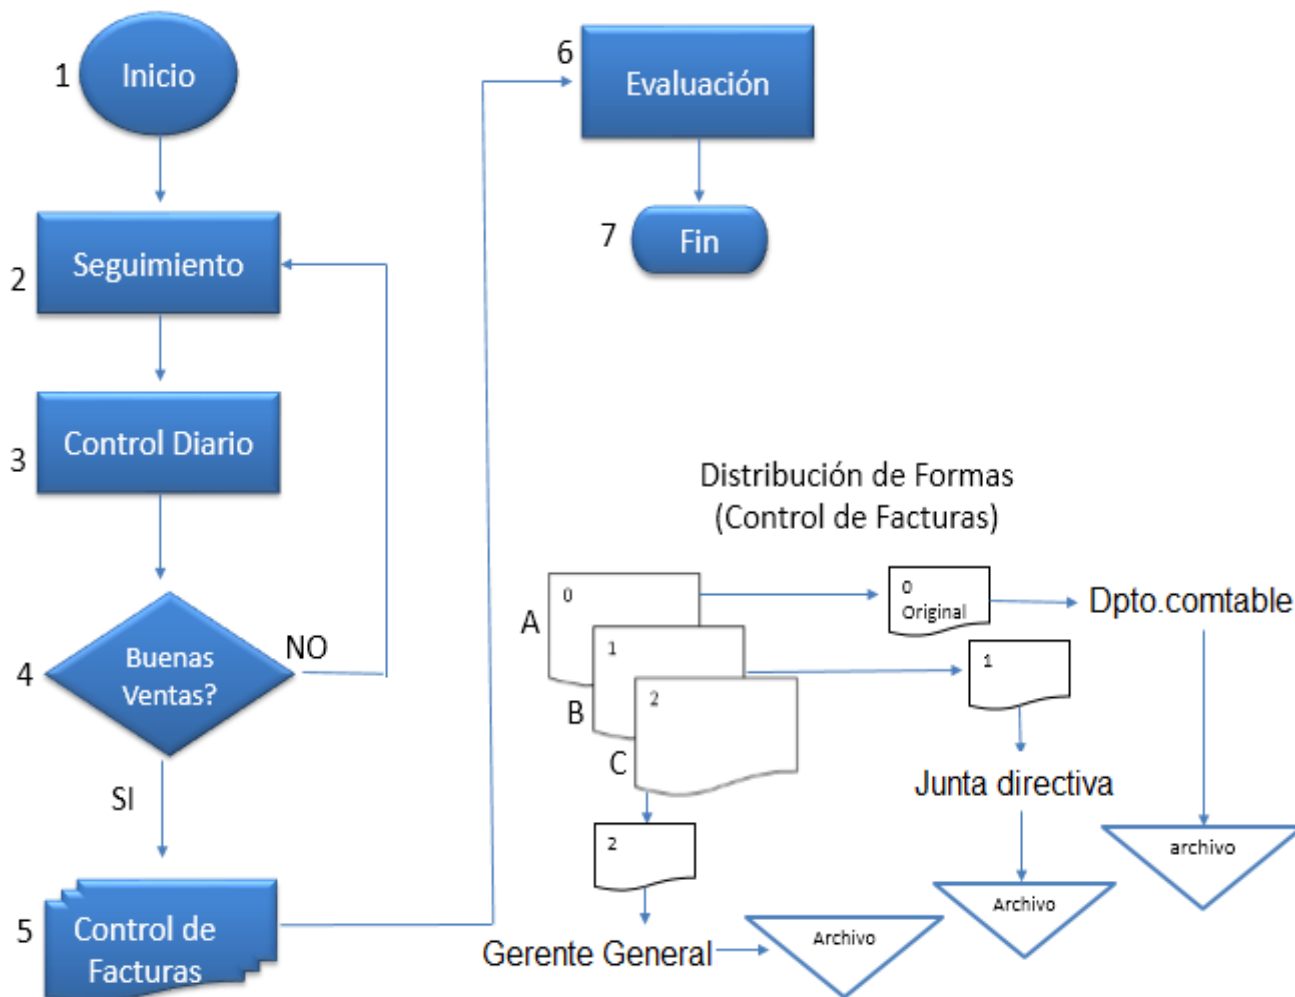 1
Inicio
2
Seguimiento
3
Control Diario
4
Buenas
Ventas?
NO
SI
5
Control de
Facturas
6
Evaluación
7
Fin
Distribución de Formas
(Control de Facturas)
A
0
B
1
C
2
0
Original
Dpto.comtable
archivo
1
Junta directiva
Archivo
2
Gerente General
Archivo